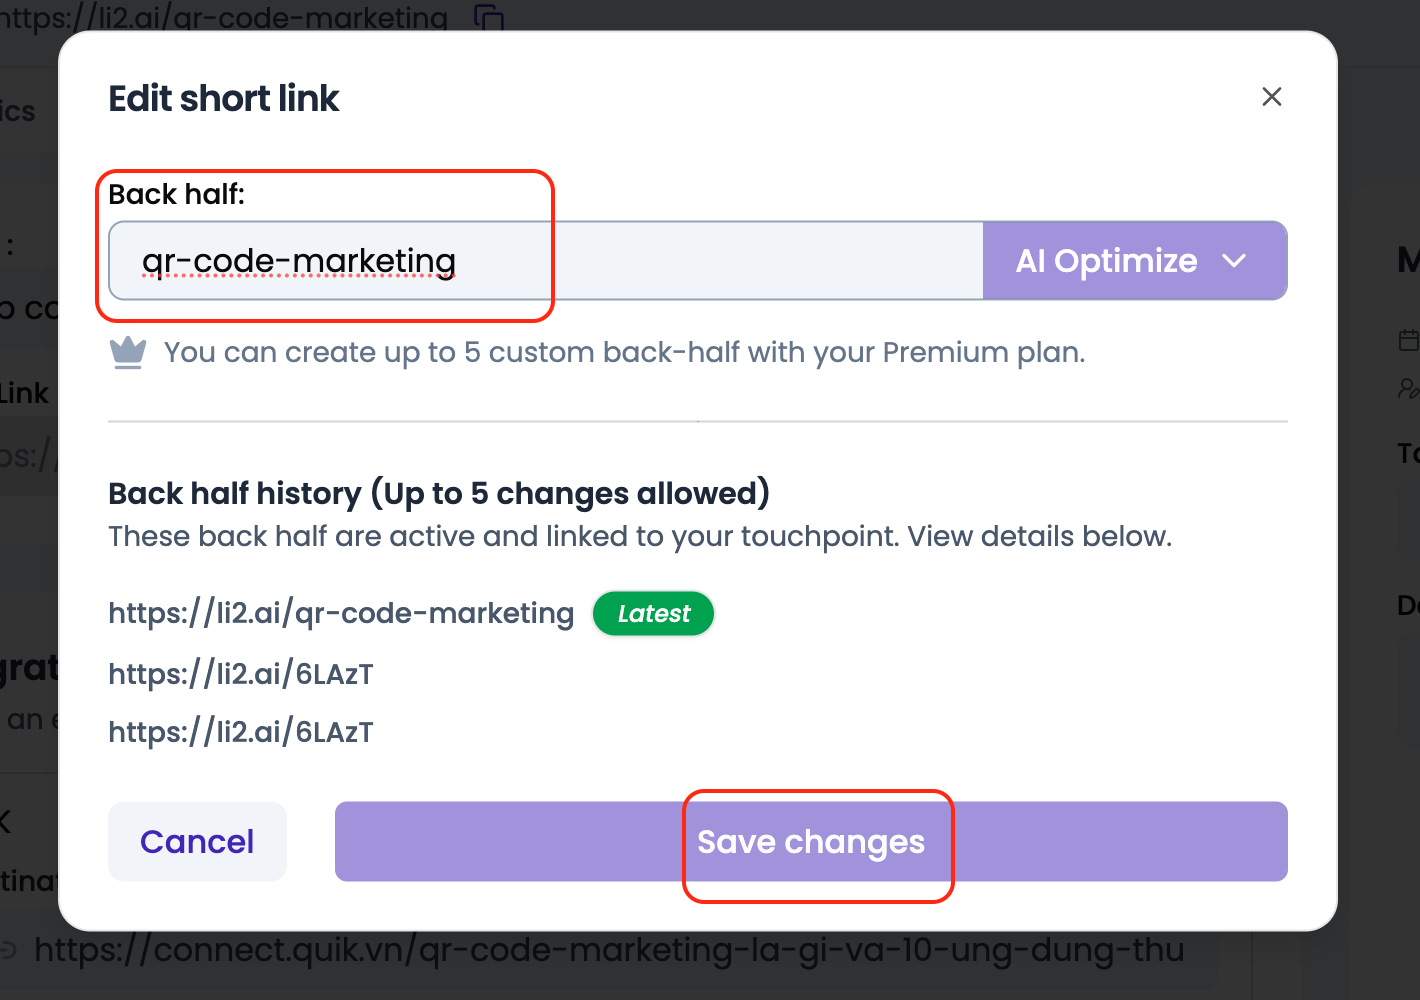 https://li2.ai/qr-code-marketing
Edit short link
ics
Back half:
:
qr-code-marketing
AI Optimize
M
p co
You can create up to 5 custom back-half with your Premium plan.
Link
ps://
To
Back half history (Up to 5 changes allowed)
These back half are active and linked to your touchpoint. View details below.
https://li2.ai/qr-code-marketing Latest
De
grat
https://li2.ai/6LAzT
an e
https://li2.ai/6LAzT
K
Cancel
Save changes
tinat
https://connect.quik.vn/qr-code-marketing-la-gi-va-10-ung-dung-thu